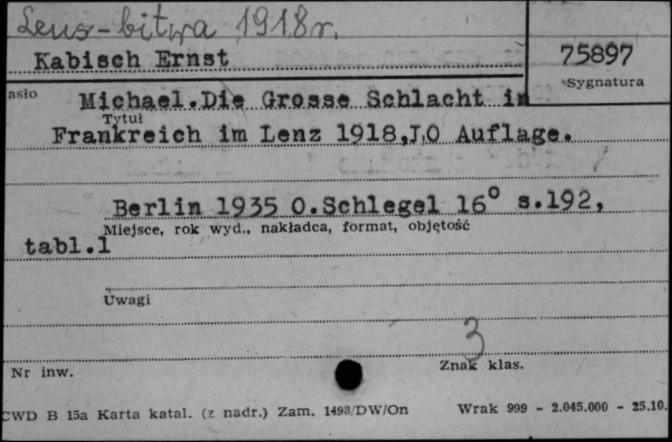 Lens-bitwa 1918r.
Kabisch Ernst
75897
Sygnatura
asło
Michael.Die Grosse Schlacht in
Tytuł
Frankreich im Lenz 1918,J,O Auflage.
Berlin 1935 O.Schlegel 16° s.192,
Miejsce, rok wyd., nakładca, format, objętość
tabl.1
Uwagi
3
Nr inw.
Znak klas.
CWD B 15a Karta katal. (z nadr.) Zam. 1493/DW/On
Wrak 999 - 2.045.000 - 25.10.